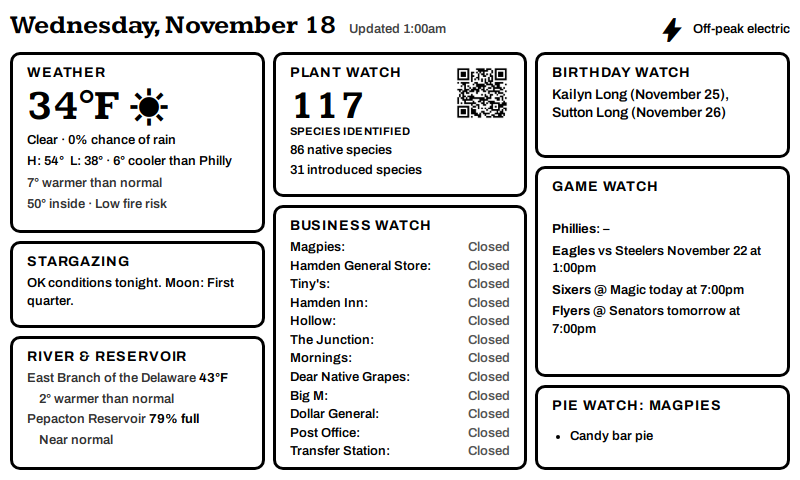 Wednesday, November 18 Updated 1:00am
Off-peak electric
WEATHER
34°F
Clear · 0% chance of rain
H: 54° L: 38° · 6° cooler than Philly
7° warmer than normal
50° inside · Low fire risk
STARGAZING
OK conditions tonight. Moon: First
quarter.
RIVER & RESERVOIR
East Branch of the Delaware 43°F
2° warmer than normal
Pepacton Reservoir 79% full
Near normal
PLANT WATCH
117
SPECIES IDENTIFIED
86 native species
31 introduced species
BUSINESS WATCH
Magpies: Closed
Hamden General Store: Closed
Tiny's: Closed
Hamden Inn: Closed
Hollow: Closed
The Junction: Closed
Mornings: Closed
Dear Native Grapes: Closed
Big M: Closed
Dollar General: Closed
Post Office: Closed
Transfer Station: Closed
BIRTHDAY WATCH
Kailyn Long (November 25),
Sutton Long (November 26)
GAME WATCH
Phillies: –
Eagles vs Steelers November 22 at
1:00pm
Sixers @ Magic today at 7:00pm
Flyers @ Senators tomorrow at
7:00pm
PIE WATCH: MAGPIES
• Candy bar pie